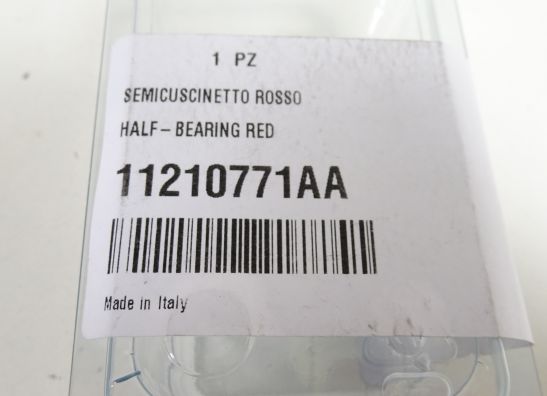 1 PZ
SEMICUSCINETTO ROSSO
HALF-BEARING RED
11210771AA
Made in Italy